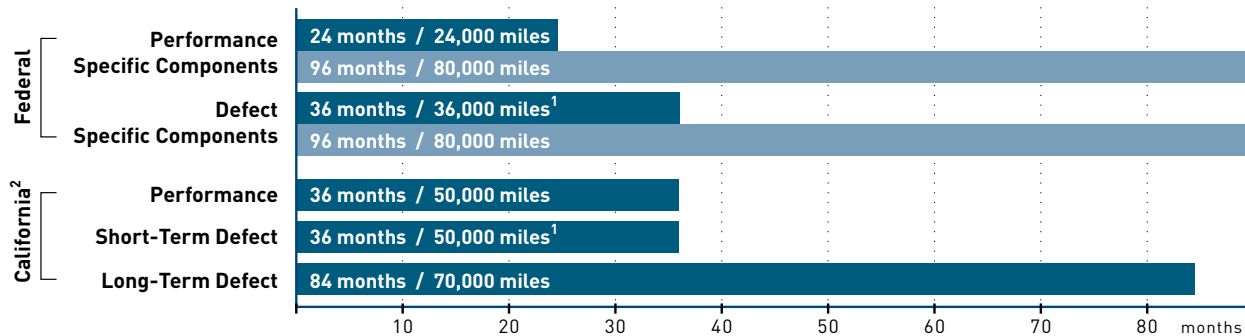 Federal
Performance 24 months / 24,000 miles
Specific Components 96 months / 80,000 miles
Defect 36 months / 36,000 miles1
Specific Components 96 months / 80,000 miles
California2
Performance 36 months / 50,000 miles
Short-Term Defect 36 months / 50,000 miles1
Long-Term Defect 84 months / 70,000 miles
10 20 30 40 50 60 70 80 months